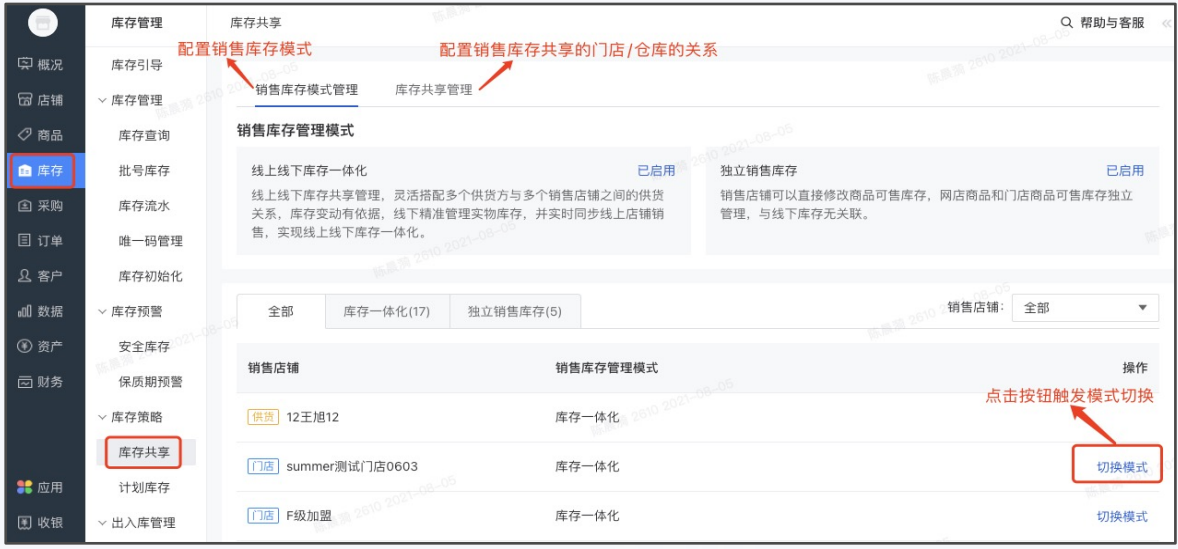 库存管理
库存共享
帮助与客服
配置销售库存模式
配置销售库存共享的门店/仓库的关系
概况
店铺
商品
库存
采购
订单
客户
数据
资产
财务
应用
收银
库存引导
库存管理
库存查询
批号库存
库存流水
唯一码管理
库存初始化
库存预警
安全库存
保质期预警
库存策略
库存共享
计划库存
出入库管理
销售库存模式管理
库存共享管理
销售库存管理模式
线上线下库存一体化
已启用
线上线下库存共享管理，灵活搭配多个供货方与多个销售店铺之间的供货
关系，库存变动有依据，线下精准管理实物库存，并实时同步线上店铺销
售，实现线上线下库存一体化。
独立销售库存
已启用
销售店铺可以直接修改商品可售库存，网店商品和门店商品可售库存独立
管理，与线下库存无关联。
全部
库存一体化(17)
独立销售库存(5)
销售店铺：
全部
销售店铺
销售库存管理模式
操作
点击按钮触发模式切换
供货 12王旭12
库存一体化
门店 summer测试门店0603
库存一体化
切换模式
门店 F级加盟
库存一体化
切换模式